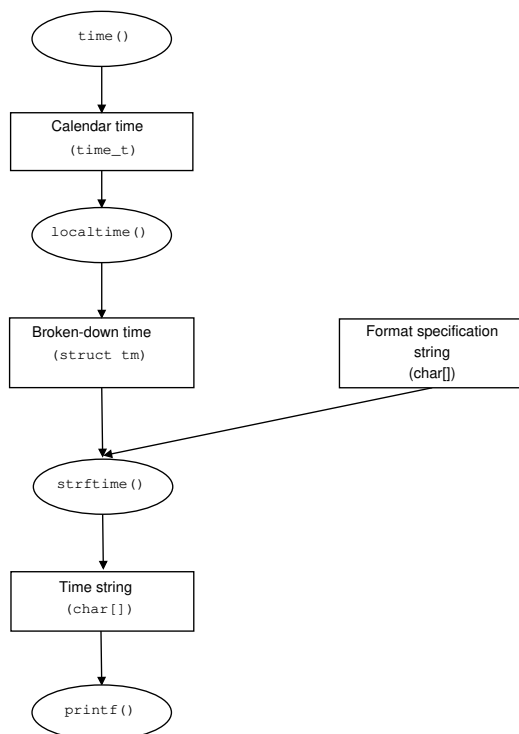 time()
Calendar time
(time_t)
localtime()
Broken-down time
(struct tm)
Format specification
string
(char[])
strftime()
Time string
(char[])
printf()